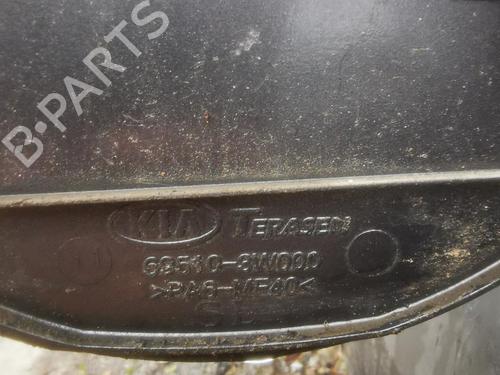 B-PARTS
KIA TERASEN
69510-3W000
>PA6-MF40<